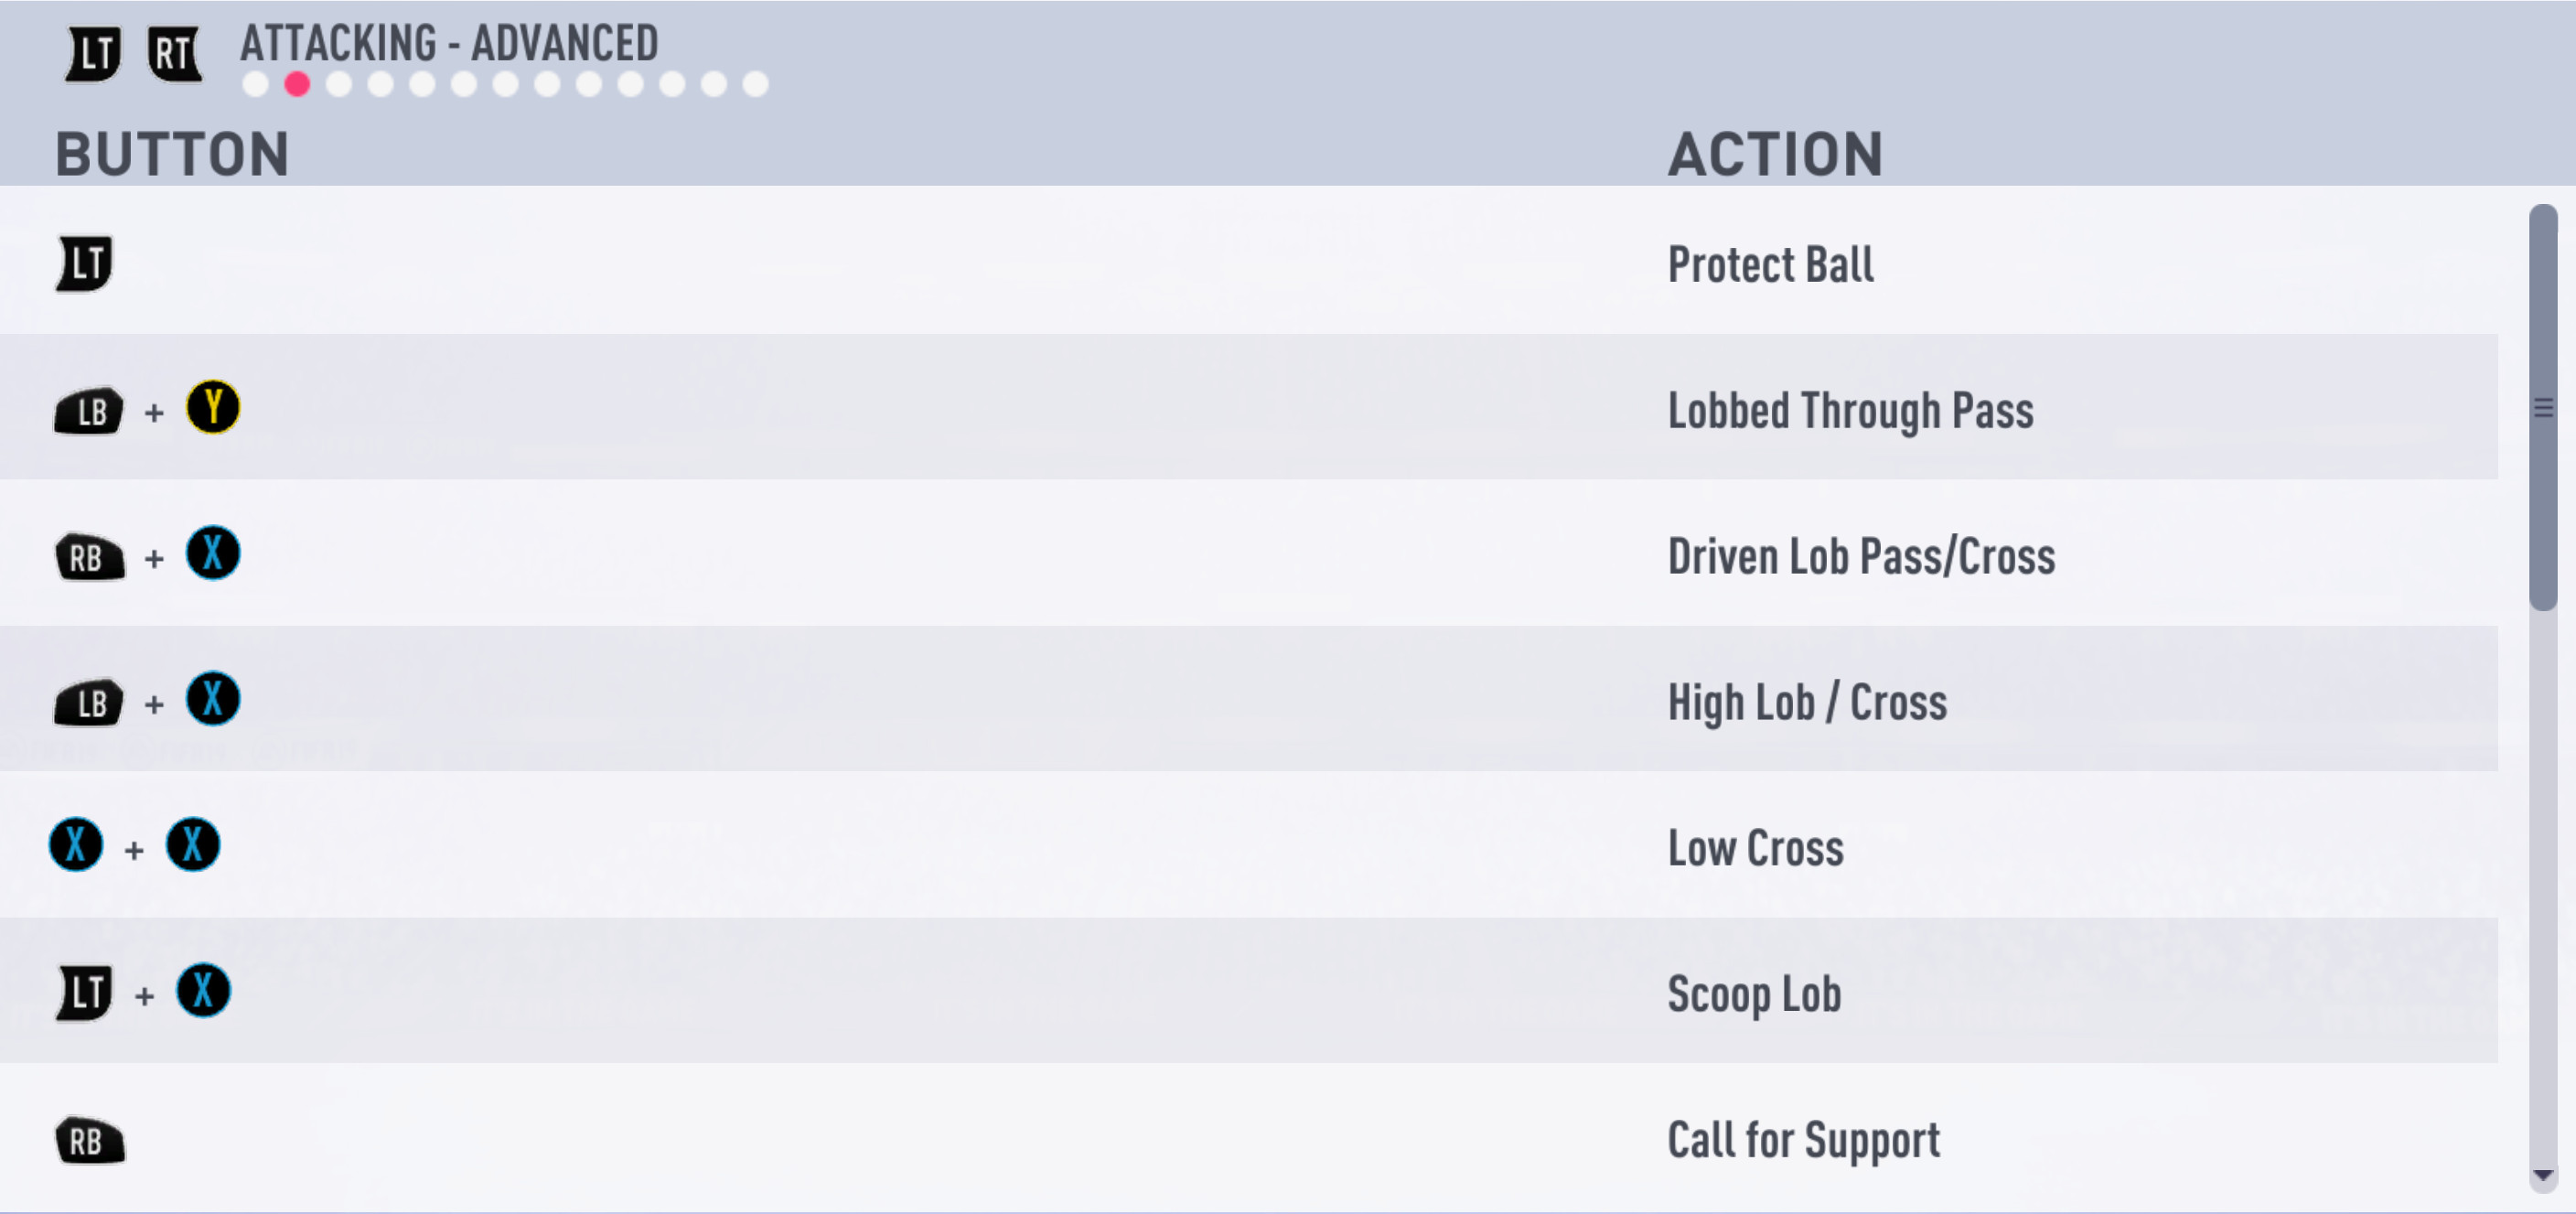 LT RT ATTACKING - ADVANCED
BUTTON ACTION
LT Protect Ball
LB + Y Lobbed Through Pass
RB + X Driven Lob Pass/Cross
LB + X High Lob / Cross
X + X Low Cross
LT + X Scoop Lob
RB Call for Support